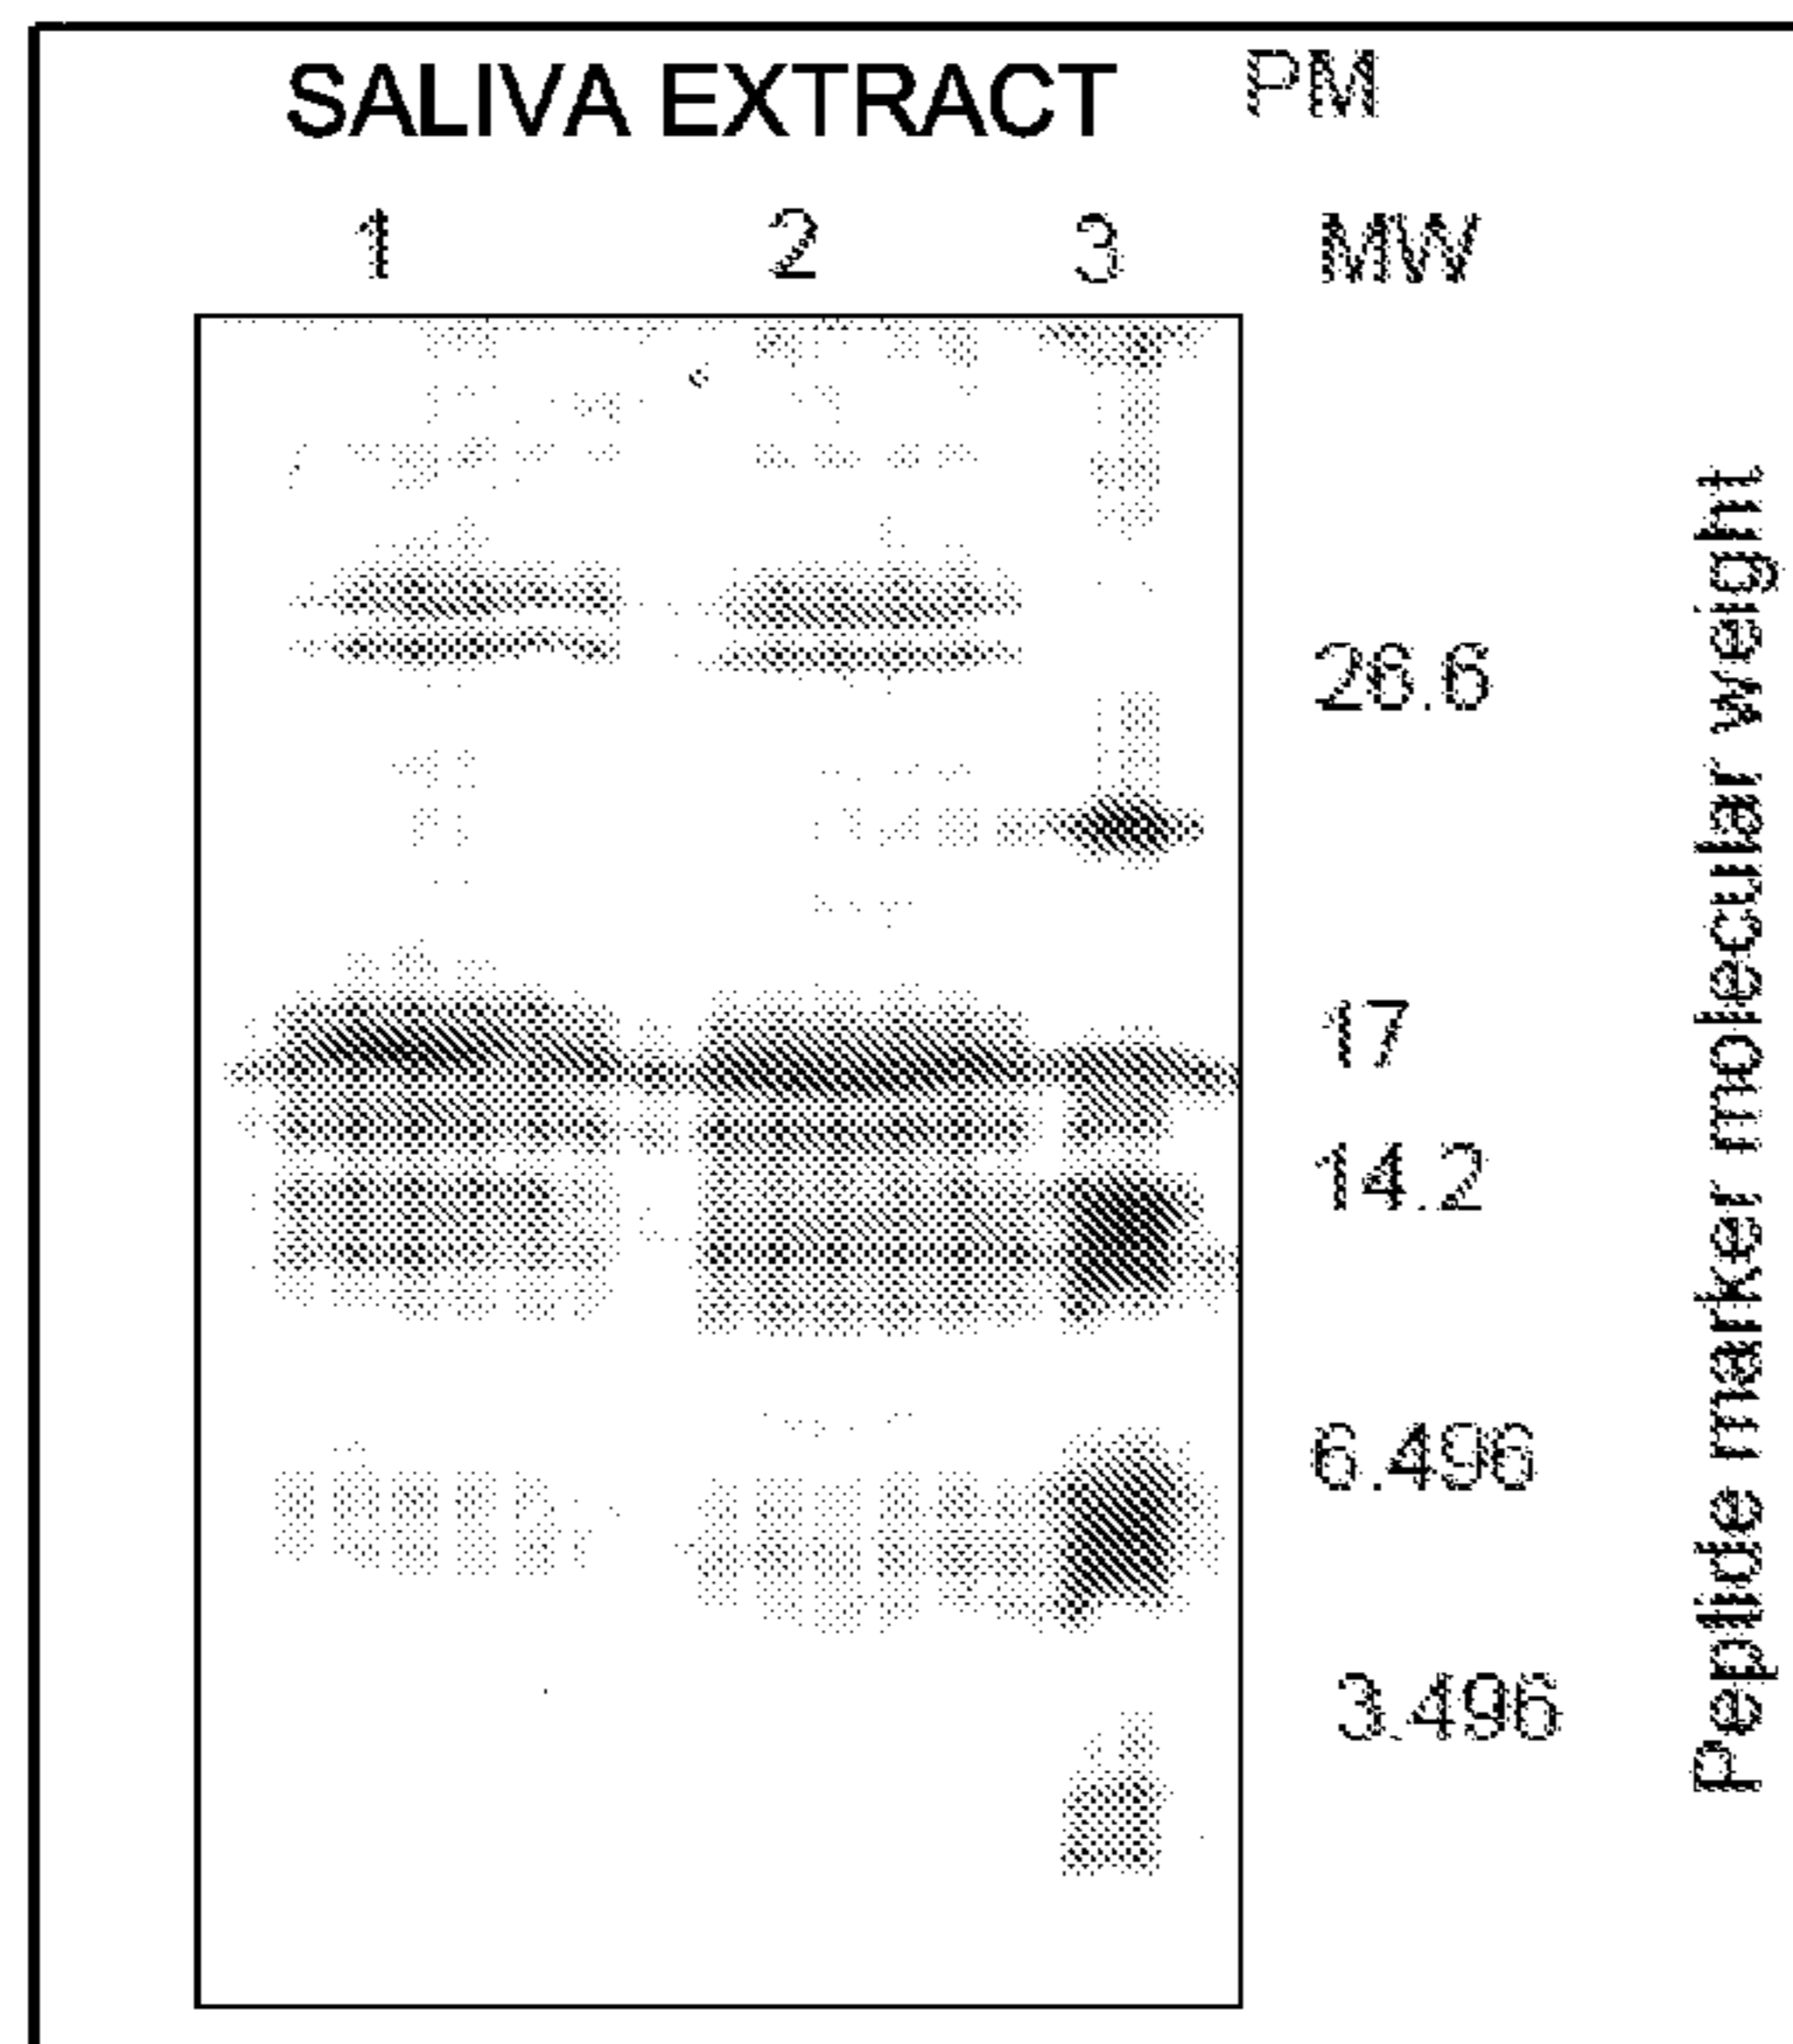 SALIVA EXTRACT PM
1 2 3 MW
26.6
17
14.2
6.496
3.496
Peptide marker molecular weight